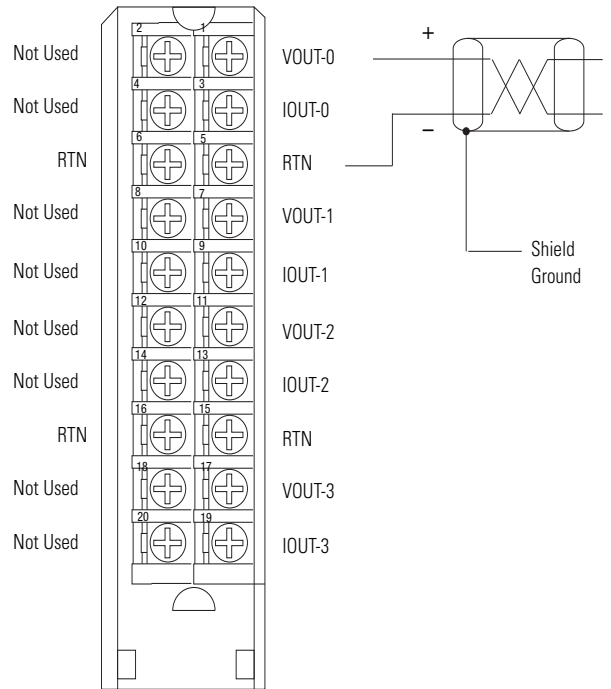 2 1
Not Used VOUT-0 +
4 3
Not Used IOUT-0
6 5
RTN RTN −
8 7
Not Used VOUT-1
10 9
Not Used IOUT-1
Shield
Ground
12 11
Not Used VOUT-2
14 13
Not Used IOUT-2
16 15
RTN RTN
18 17
Not Used VOUT-3
20 19
Not Used IOUT-3